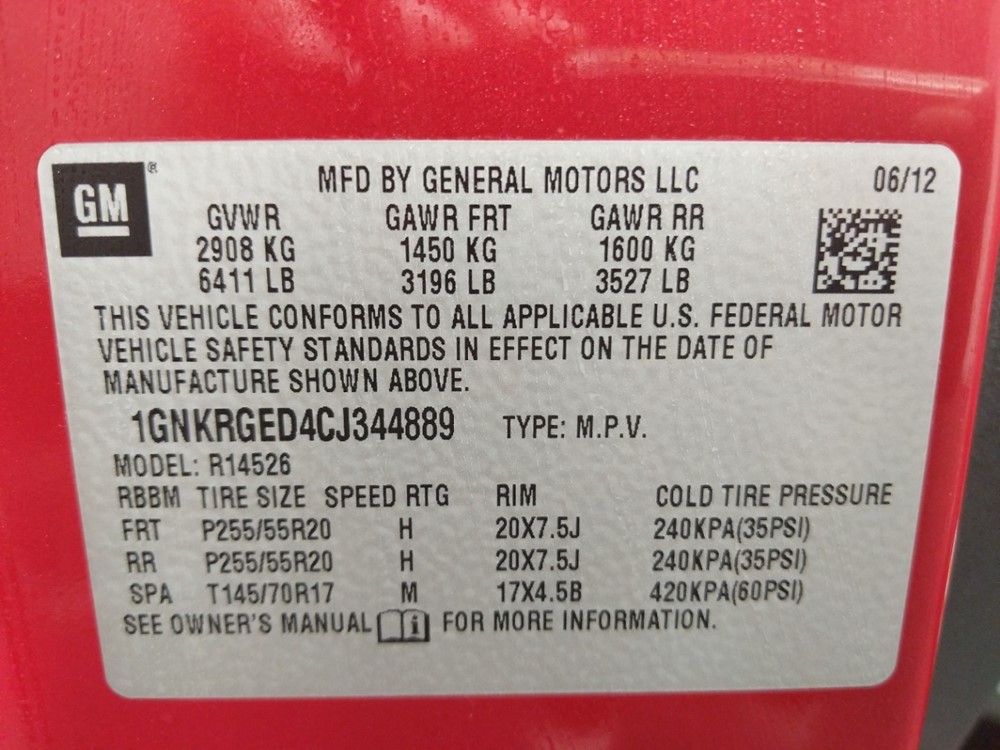 GM ®
MFD BY GENERAL MOTORS LLC 06/12
GVWR GAWR FRT GAWR RR
2908 KG 1450 KG 1600 KG
6411 LB 3196 LB 3527 LB
THIS VEHICLE CONFORMS TO ALL APPLICABLE U.S. FEDERAL MOTOR
VEHICLE SAFETY STANDARDS IN EFFECT ON THE DATE OF
MANUFACTURE SHOWN ABOVE.
1GNKRGED4CJ344889 TYPE: M.P.V.
MODEL: R14526
RBBM TIRE SIZE SPEED RTG RIM COLD TIRE PRESSURE
FRT P255/55R20 H 20X7.5J 240KPA(35PSI)
RR P255/55R20 H 20X7.5J 240KPA(35PSI)
SPA T145/70R17 M 17X4.5B 420KPA(60PSI)
SEE OWNER'S MANUAL i FOR MORE INFORMATION.